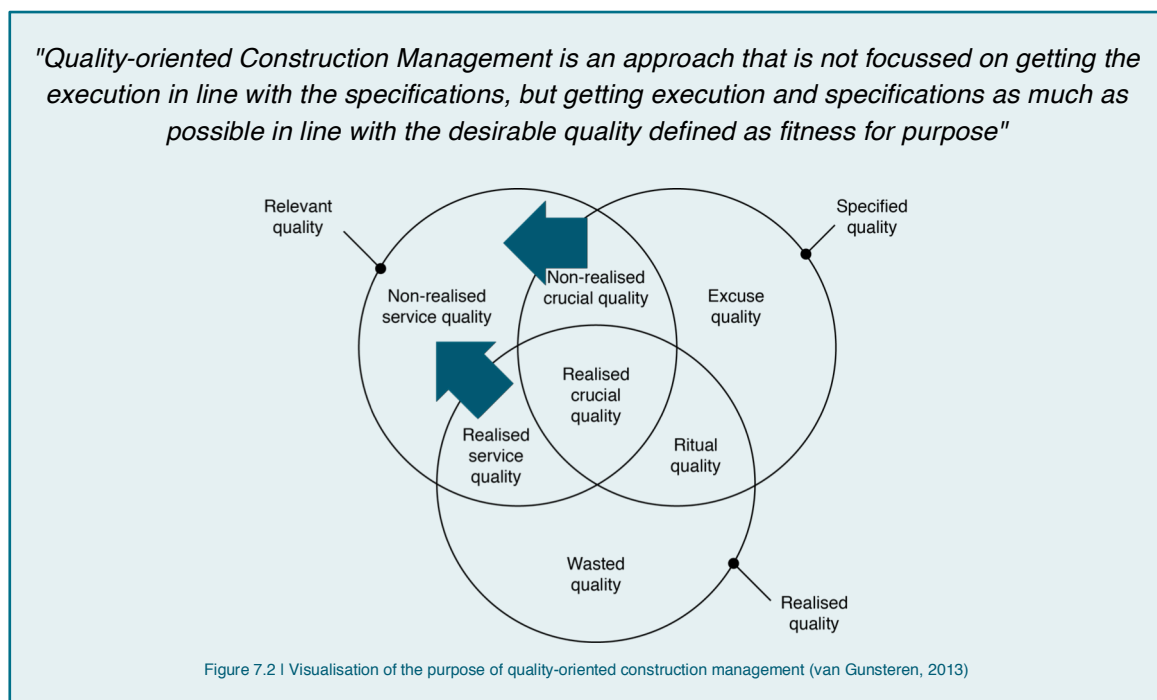 "Quality-oriented Construction Management is an approach that is not focussed on getting the
execution in line with the specifications, but getting execution and specifications as much as
possible in line with the desirable quality defined as fitness for purpose"
Relevant
quality
Specified
quality
Non-realised
service quality
Non-realised
crucial quality
Excuse
quality
Realised
crucial
quality
Realised
service
quality
Ritual
quality
Wasted
quality
Realised
quality
Figure 7.2 I Visualisation of the purpose of quality-oriented construction management (van Gunsteren, 2013)